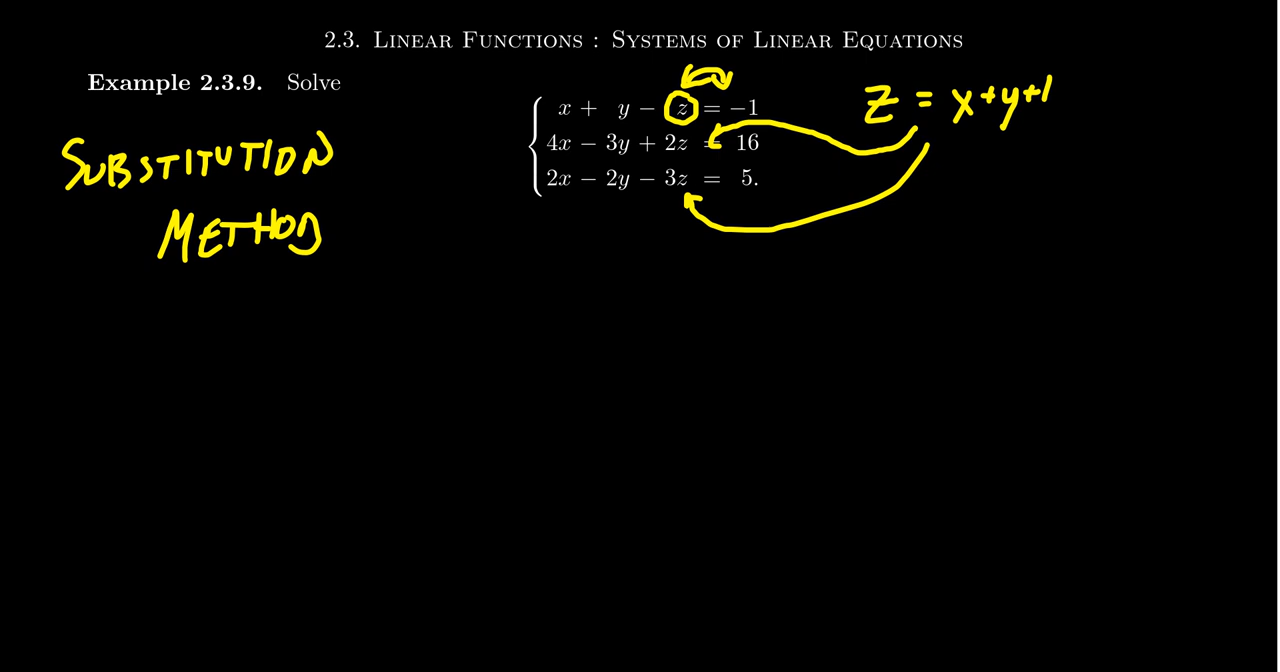 2.3. Linear Functions : Systems of Linear Equations
Example 2.3.9. Solve
x + y − z = −1
4x − 3y + 2z = 16
2x − 2y − 3z = 5.
z = x+y+1
SUBSTITUTION
METHOD